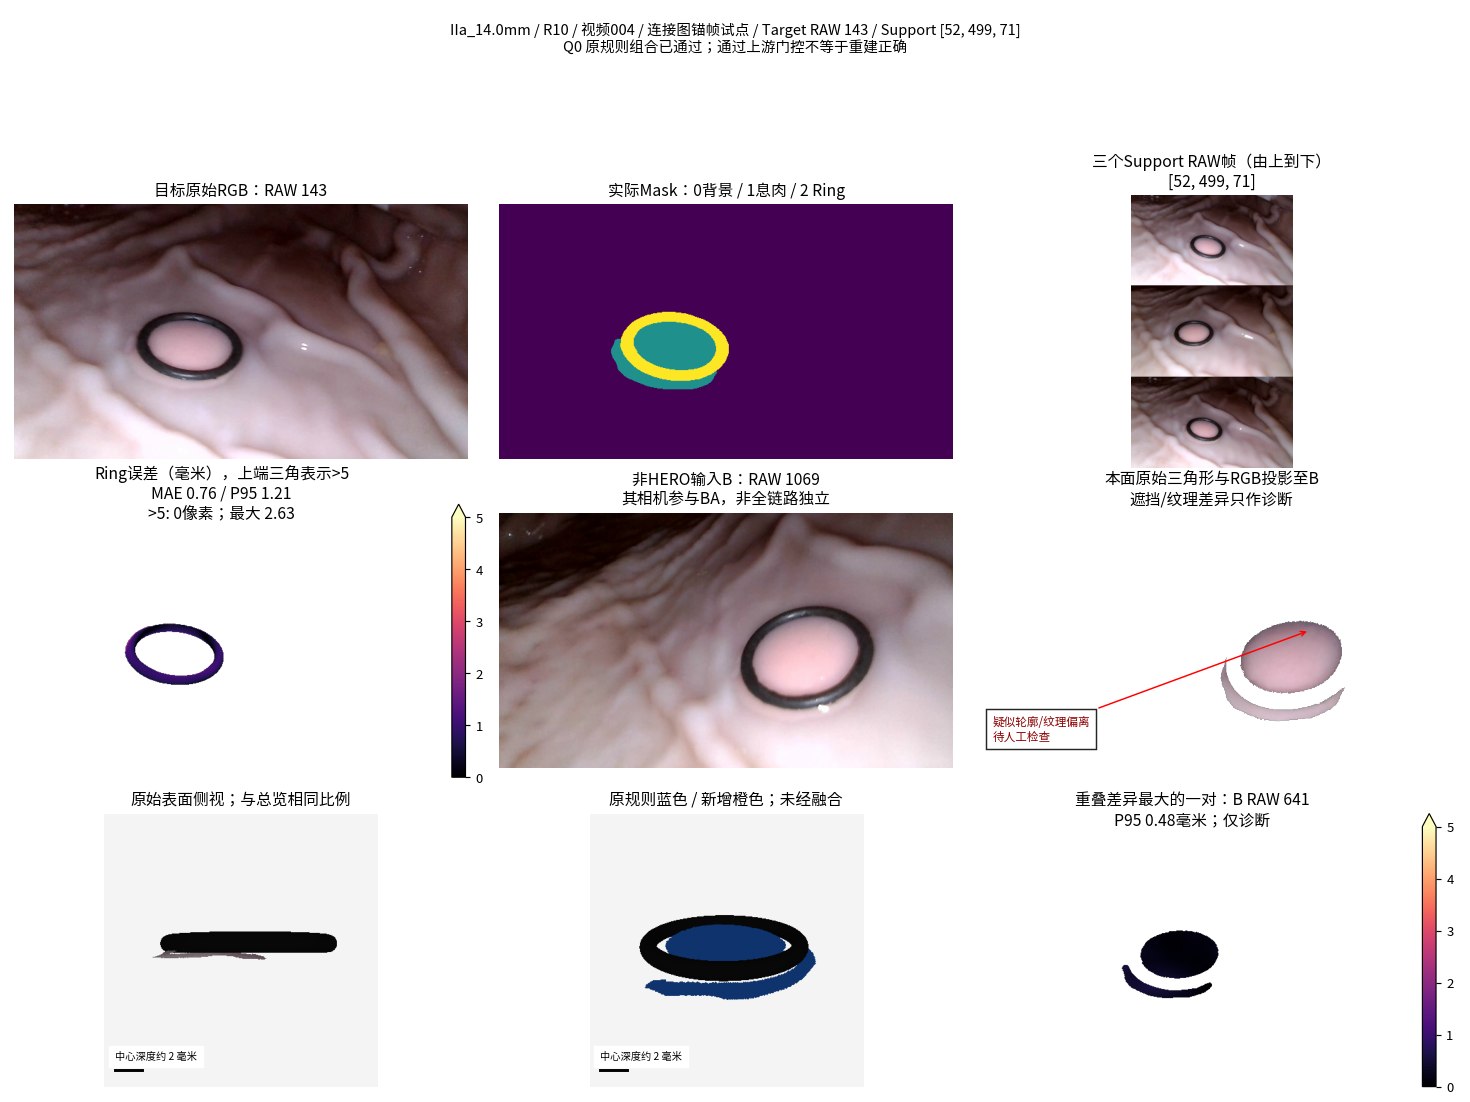 IIa_14.0mm / R10 / 视频004 / 连接图锚帧试点 / Target RAW 143 / Support [52, 499, 71]
Q0 原规则组合已通过；通过上游门控不等于重建正确
目标原始RGB：RAW 143
实际Mask：0背景 / 1息肉 / 2 Ring
三个Support RAW帧（由上到下）
[52, 499, 71]
Ring误差（毫米），上端三角表示>5
MAE 0.76 / P95 1.21
>5: 0像素；最大 2.63
5
4
3
2
1
0
非HERO输入B：RAW 1069
其相机参与BA，非全链路独立
本面原始三角形与RGB投影至B
遮挡/纹理差异只作诊断
疑似轮廓/纹理偏离
待人工检查
原始表面侧视；与总览相同比例
中心深度约 2 毫米
原规则蓝色 / 新增橙色；未经融合
中心深度约 2 毫米
重叠差异最大的一对：B RAW 641
P95 0.48毫米；仅诊断
5
4
3
2
1
0